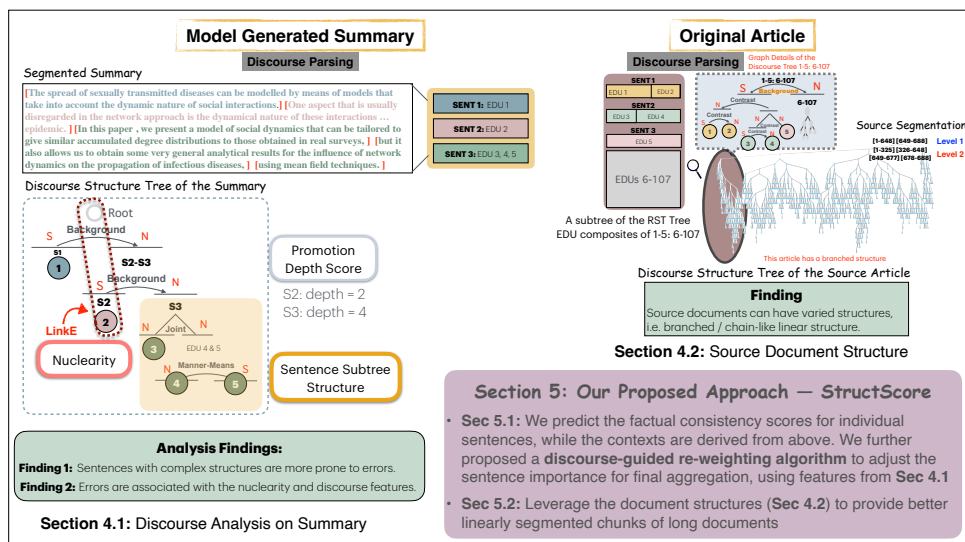 Model Generated Summary
Discourse Parsing
Segmented Summary
[The spread of sexually transmitted diseases can be modelled by means of models that
take into account the dynamic nature of social interactions.] [One aspect that is usually
disregarded in the network approach is the dynamical nature of these interactions ...
epidemic. ] [In this paper , we present a model of social dynamics that can be tailored to
give similar accumulated degree distributions to those obtained in real surveys, ] [but it
also allows us to obtain some very general analytical results for the influence of network
dynamics on the propagation of infectious diseases, ] [using mean field techniques. ]
SENT 1: EDU 1
SENT 2: EDU 2
SENT 3: EDU 3, 4, 5
Discourse Structure Tree of the Summary
Root
Background
S
N
S1
1
S2-S3
Background
S
N
S2
2
LinkE
Nuclearity
S3
N
N
Joint
3
EDU 4 & 5
Manner-Means
N
S
4
5
Promotion
Depth Score
S2: depth = 2
S3: depth = 4
Sentence Subtree
Structure
Analysis Findings:
Finding 1: Sentences with complex structures are more prone to errors.
Finding 2: Errors are associated with the nuclearity and discourse features.
Section 4.1: Discourse Analysis on Summary
Original Article
Discourse Parsing
Graph Details of the
Discourse Tree 1-5: 6-107
SENT 1
EDU 1
EDU 2
SENT2
EDU 3
EDU 4
SENT 3
EDU 5
EDUs 6-107
1-5: 6-107
S
N
Background
6-107
N
N
Contrast
S
N
Contrast
1
2
N
N
Contrast
S
N
Contrast
3
4
5
Source Segmentation
[1-648] [649-688] Level 1
[1-325] [326-648] Level 2
[649-677] [678-688]
A subtree of the RST Tree
EDU composites of 1-5: 6-107
This article has a branched structure
Discourse Structure Tree of the Source Article
Finding
Source documents can have varied structures,
i.e. branched / chain-like linear structure.
Section 4.2: Source Document Structure
Section 5: Our Proposed Approach — StructScore
• Sec 5.1: We predict the factual consistency scores for individual
sentences, while the contexts are derived from above. We further
proposed a discourse-guided re-weighting algorithm to adjust the
sentence importance for final aggregation, using features from Sec 4.1
• Sec 5.2: Leverage the document structures (Sec 4.2) to provide better
linearly segmented chunks of long documents